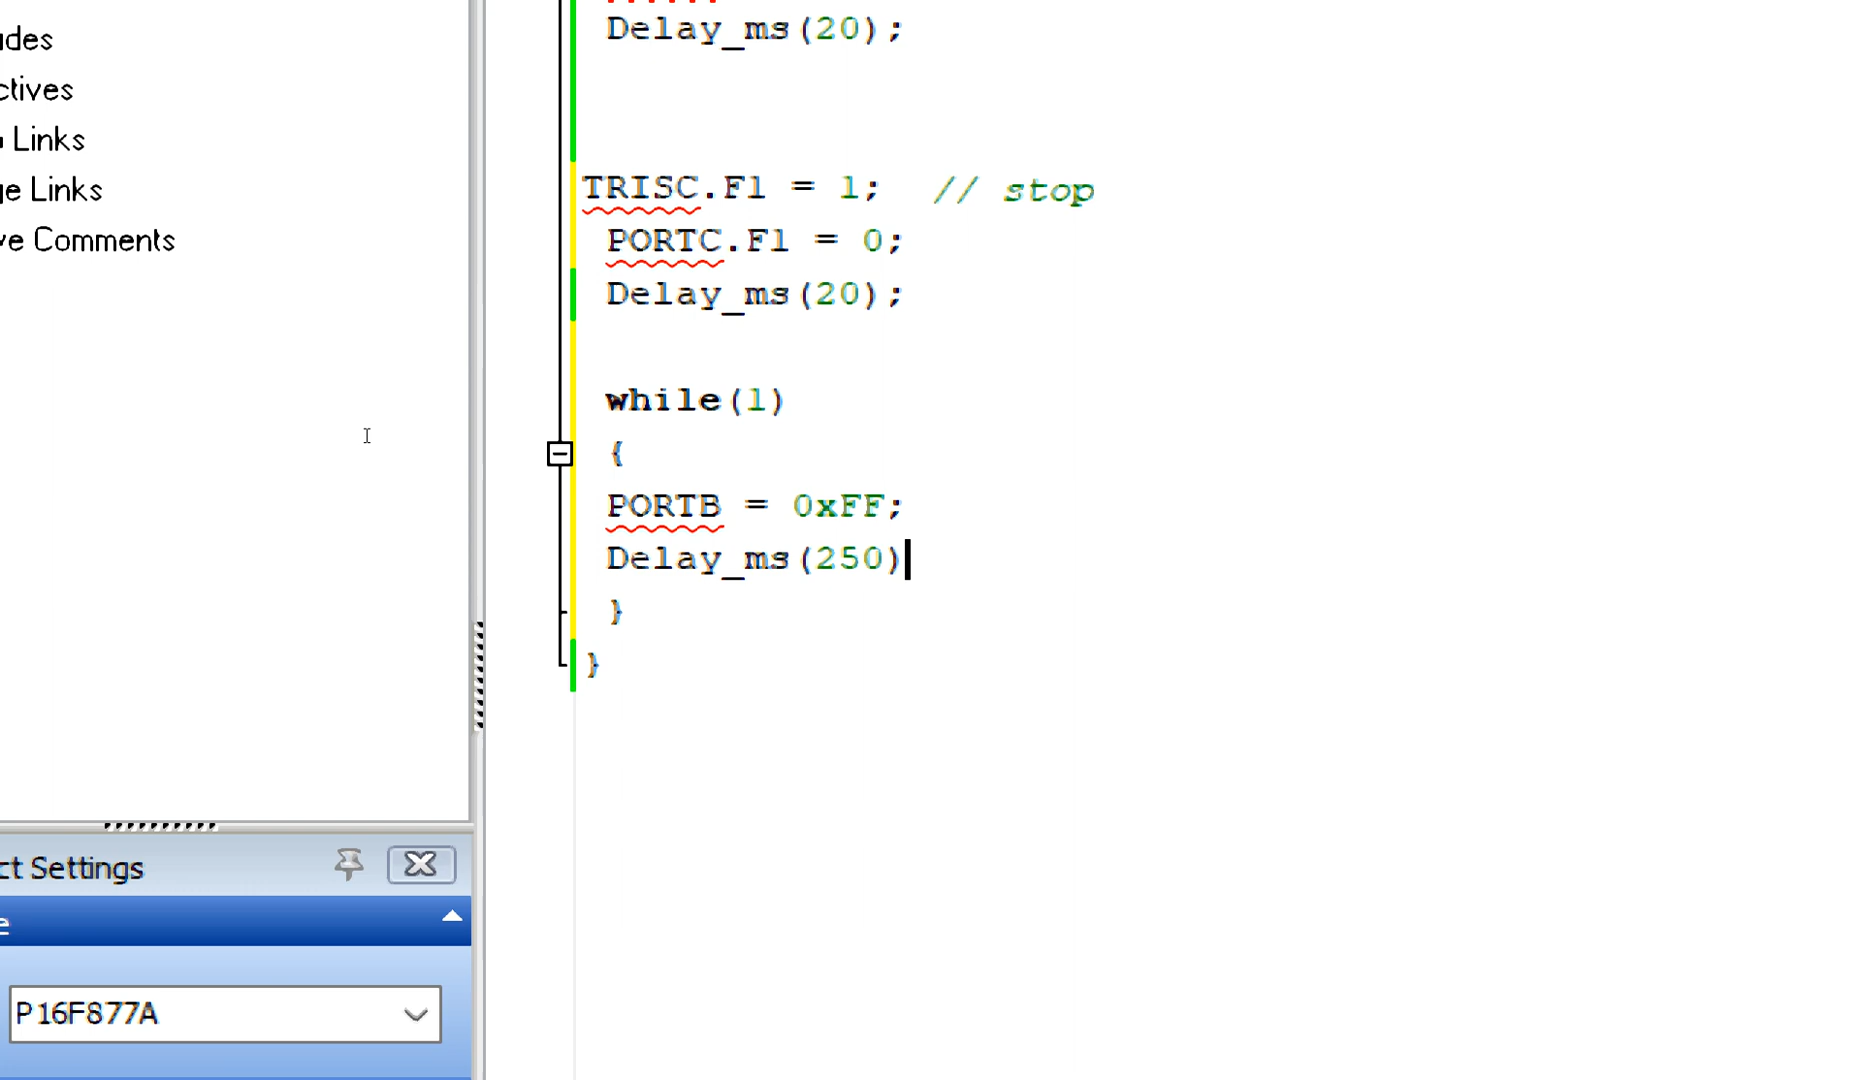 Delay_ms(20);
udes
ctives
Links
ge Links
TRISC.F1 = 1; // stop
ve Comments
PORTC.F1 = 0;
Delay_ms(20);
while(1)
{
PORTB = 0xFF;
Delay_ms(250)
}
}
ct Settings
e
P16F877A